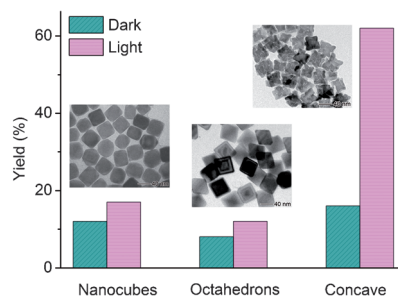 Dark
Light
Yield (%)
60
40
20
0
40 nm
Nanocubes
Octahedrons
Concave